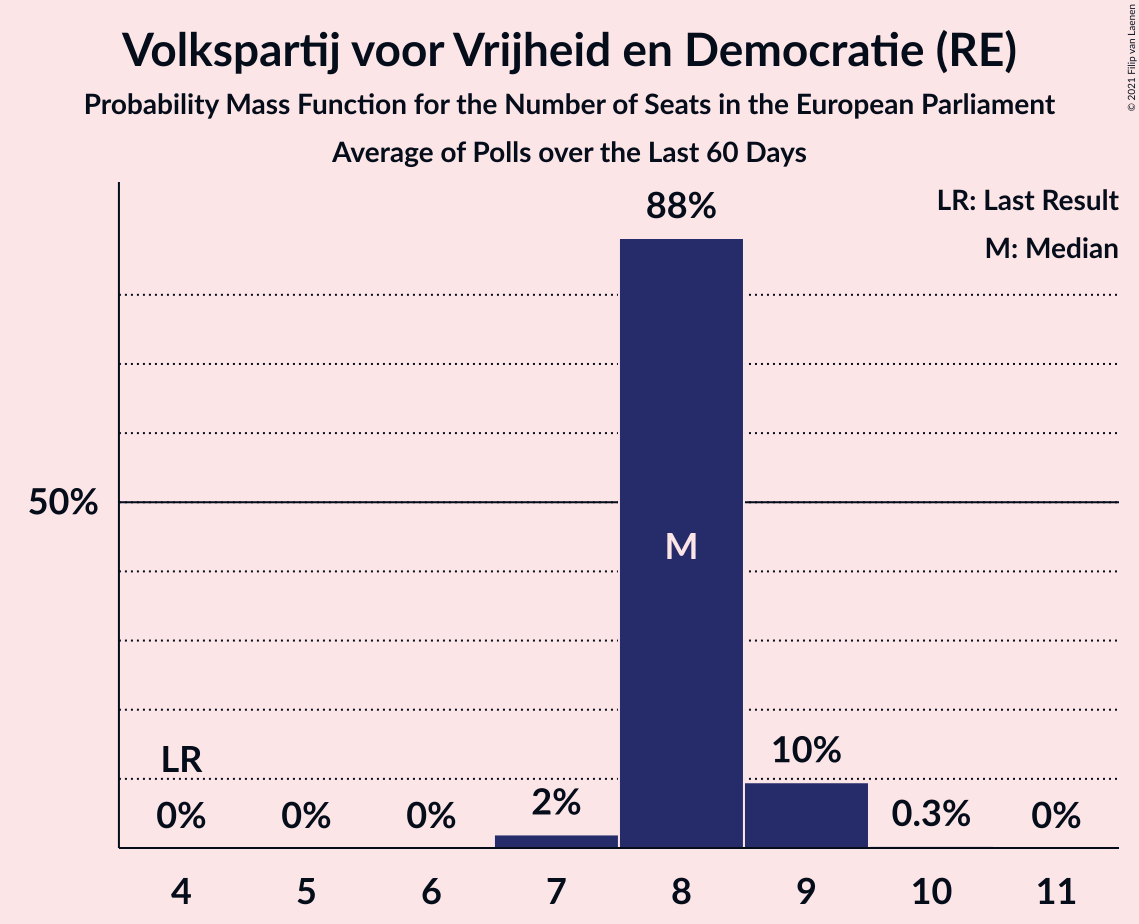 Volkspartij voor Vrijheid en Democratie (RE)
Probability Mass Function for the Number of Seats in the European Parliament
Average of Polls over the Last 60 Days
© 2021 Filip van Laenen
LR: Last Result
M: Median
88%
50%
M
LR
10%
2%
0%
0%
0%
0.3%
0%
4
5
6
7
8
9
10
11